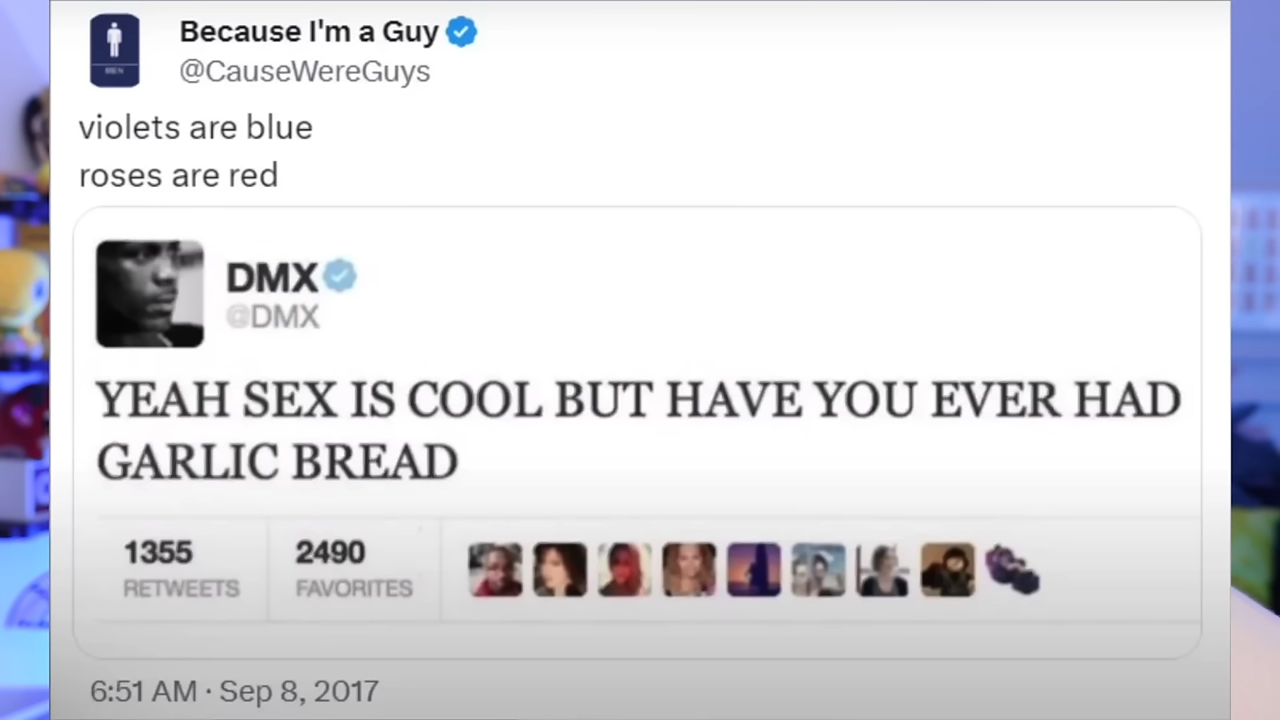 Because I'm a Guy
@CauseWereGuys
violets are blue
roses are red
DMX
@DMX
YEAH SEX IS COOL BUT HAVE YOU EVER HAD
GARLIC BREAD
1355
2490
RETWEETS
FAVORITES
6:51 AM · Sep 8, 2017